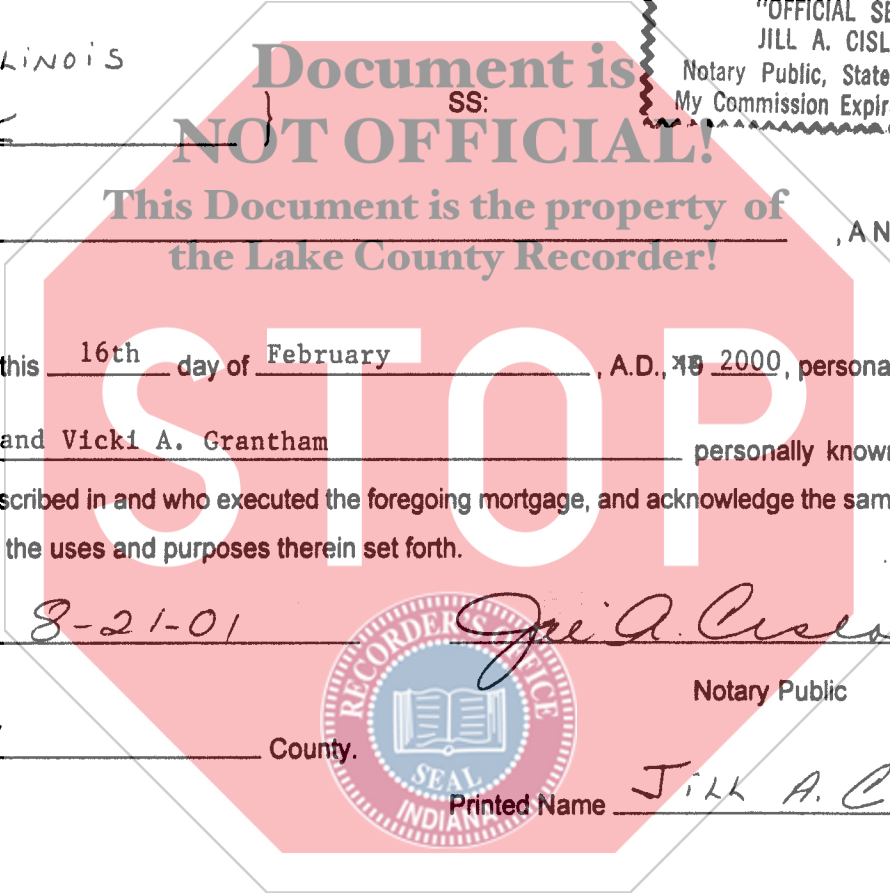 "OFFICIAL SE
JILL A. CISL
Notary Public, State
My Commission Expir
LINOIS
SS:
Document is
NOT OFFICIAL!
This Document is the property of
the Lake County Recorder!
, A N
STOP
this 16th day of February , A.D., 19 2000, persona
and Vicki A. Grantham personally known
scribed in and who executed the foregoing mortgage, and acknowledge the sam
the uses and purposes therein set forth.
8-21-01
Notary Public
County.
RECORDER'S OFFICE
SEAL
INDIANA
Printed Name Jill A. C